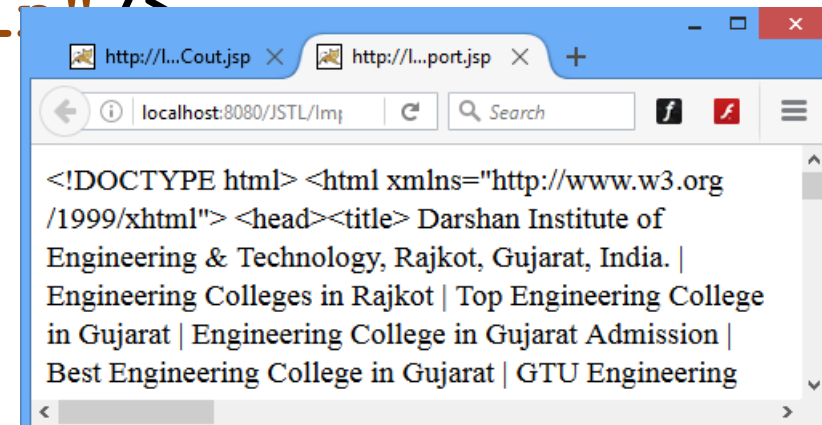 http://l...Cout.jsp http://l...port.jsp
localhost:8080/JSTL/Imp Search
<!DOCTYPE html> <html xmlns="http://www.w3.org
/1999/xhtml"> <head><title> Darshan Institute of
Engineering & Technology, Rajkot, Gujarat, India. |
Engineering Colleges in Rajkot | Top Engineering College
in Gujarat | Engineering College in Gujarat Admission |
Best Engineering College in Gujarat | GTU Engineering